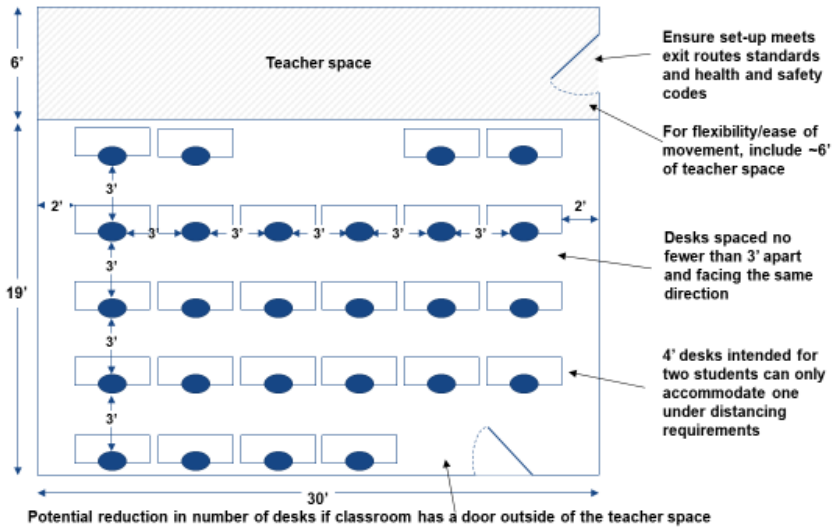 6’
Teacher space
Ensure set-up meets
exit routes standards
and health and safety
codes
For flexibility/ease of
movement, include ~6’
of teacher space
3’
2’
2’
3’ 3’ 3’ 3’ 3’
Desks spaced no
fewer than 3’ apart
and facing the same
direction
3’
19’
3’
4’ desks intended for
two students can only
accommodate one
under distancing
requirements
3’
30’
Potential reduction in number of desks if classroom has a door outside of the teacher space